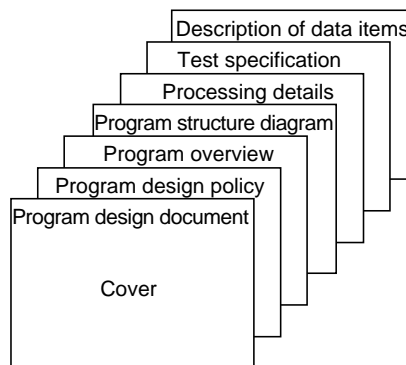 Description of data items
Test specification
Processing details
Program structure diagram
Program overview
Program design policy
Program design document
Cover